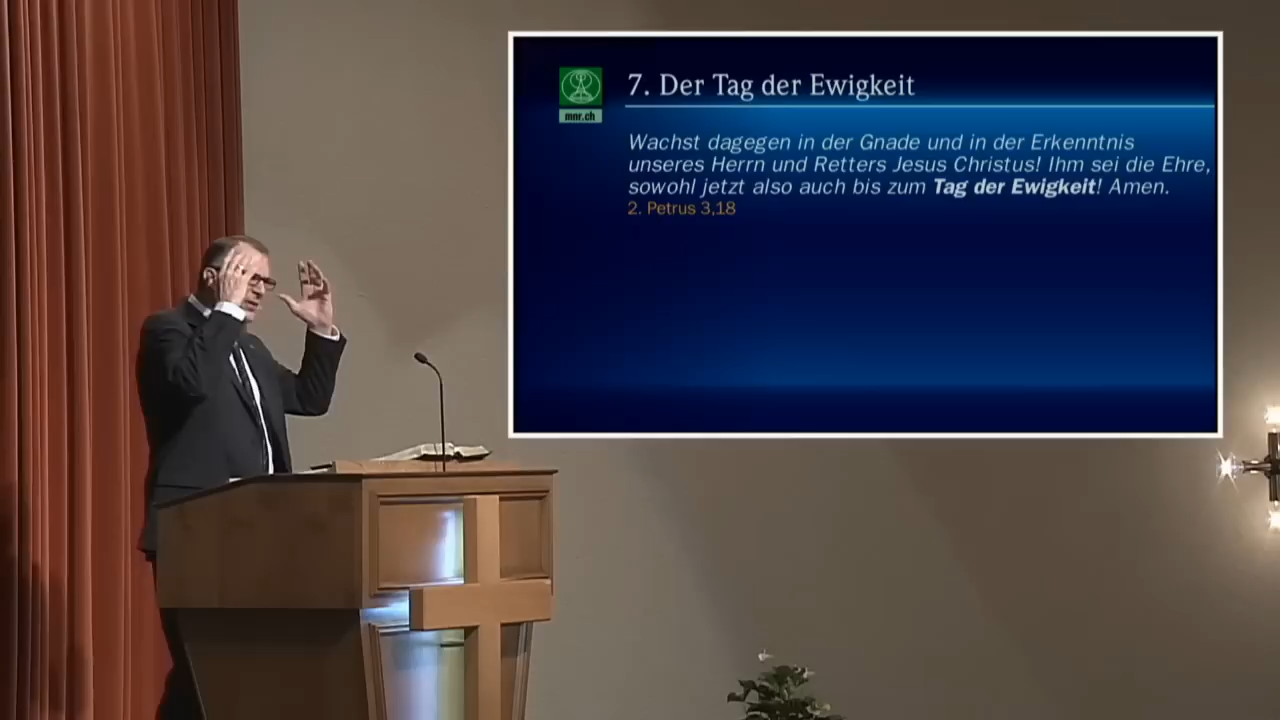 7. Der Tag der Ewigkeit
mnr.ch
Wachst dagegen in der Gnade und in der Erkenntnis
unseres Herrn und Retters Jesus Christus! Ihm sei die Ehre,
sowohl jetzt also auch bis zum Tag der Ewigkeit! Amen.
2. Petrus 3,18